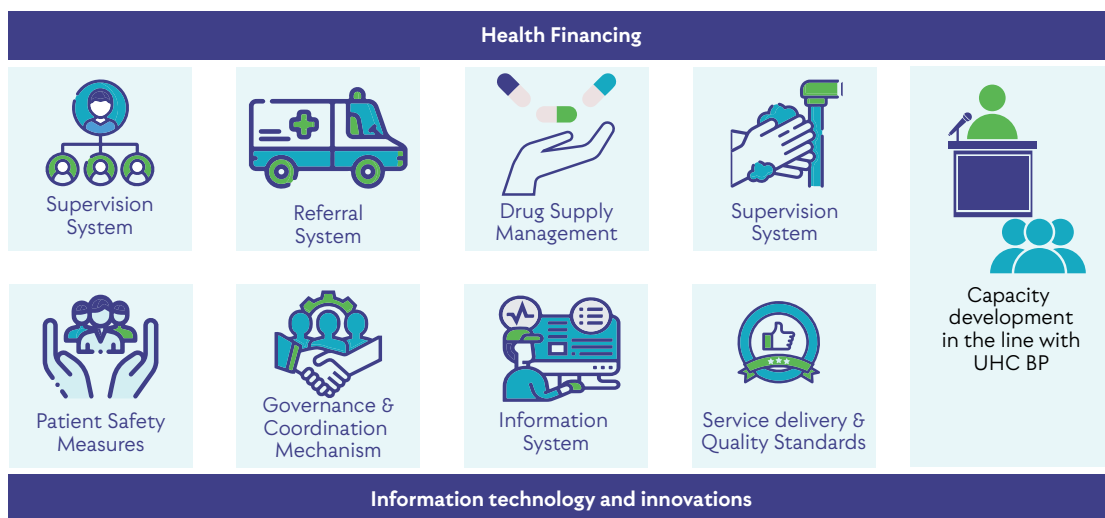 Health Financing
Supervision
System
Referral
System
Drug Supply
Management
Supervision
System
Capacity
development
in the line with
UHC BP
Patient Safety
Measures
Governance &
Coordination
Mechanism
Information
System
Service delivery &
Quality Standards
Information technology and innovations